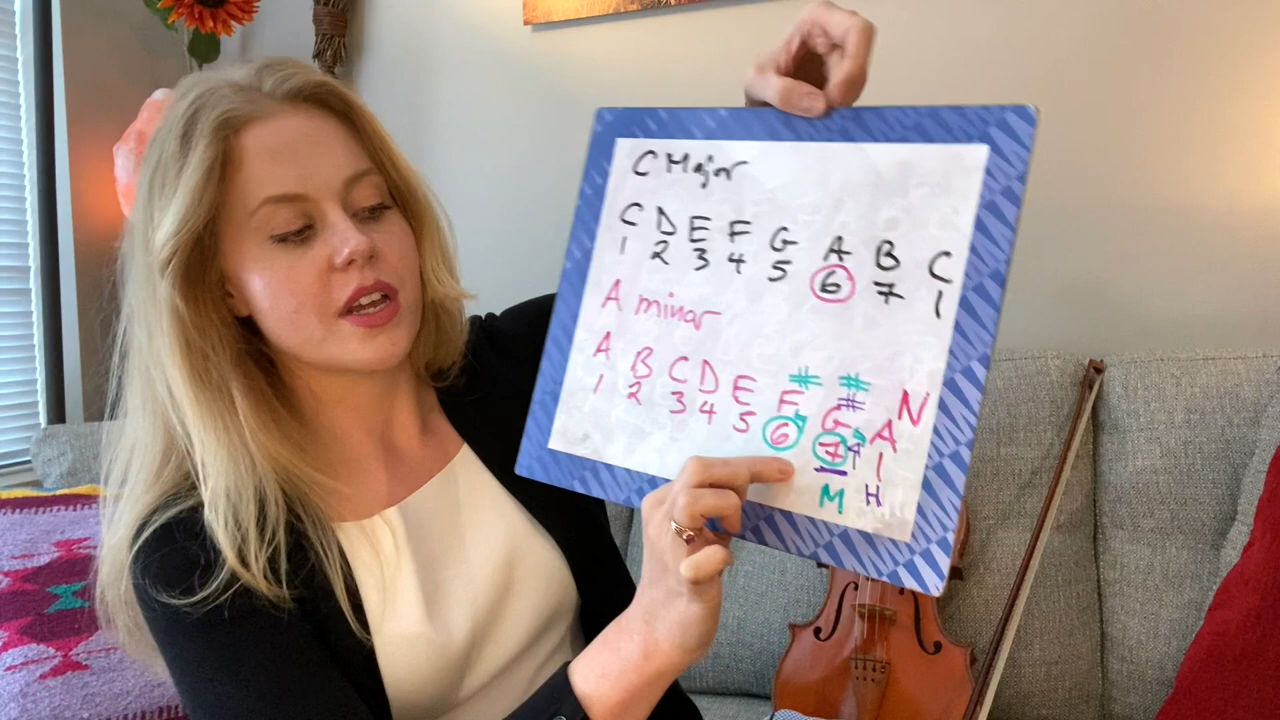 C Major
C D E F G A B C
1 2 3 4 5 6 7 1
A minor
# #
#
A B C D E F G A N
1 2 3 4 5 6 7 1
M H